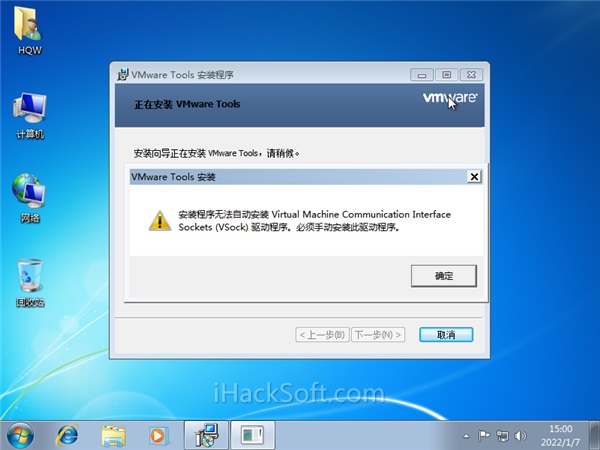 HQW
计算机
网络
回收站
VMware Tools 安装程序
正在安装 VMware Tools
vmware
安装向导正在安装 VMware Tools，请稍候。
VMware Tools 安装
安装程序无法自动安装 Virtual Machine Communication Interface
Sockets (VSock) 驱动程序。必须手动安装此驱动程序。
确定
< 上一步(B)
下一步(N) >
取消
iHackSoft.com
15:00
2022/1/7